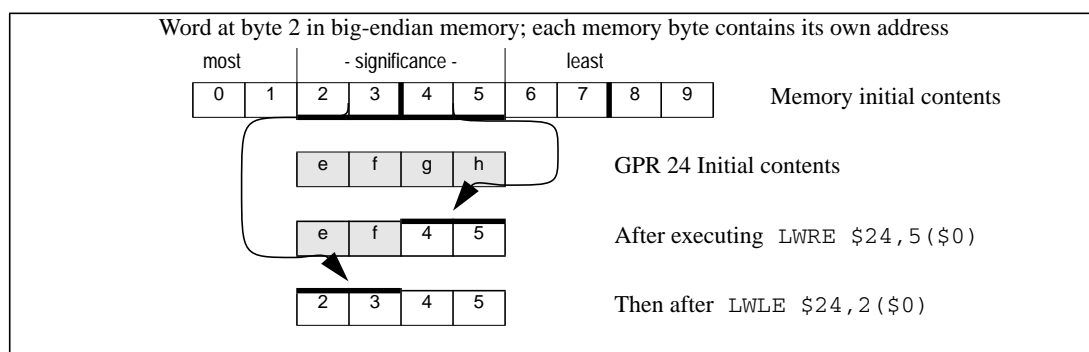 Word at byte 2 in big-endian memory; each memory byte contains its own address
most - significance - least
0 1 2 3 4 5 6 7 8 9 Memory initial contents
e f g h GPR 24 Initial contents
e f 4 5 After executing LWRE $24,5($0)
2 3 4 5 Then after LWLE $24,2($0)